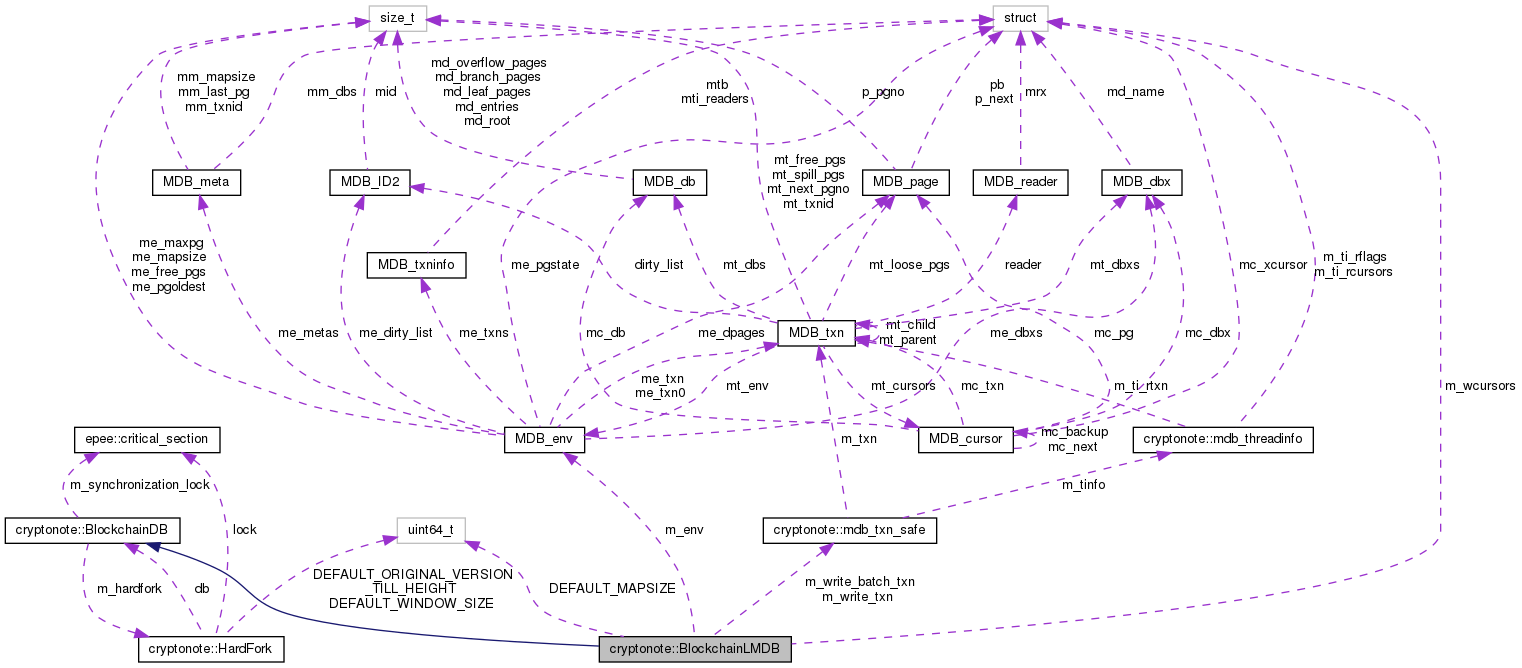 size_t
struct
mm_mapsize
mm_last_pg
mm_txnid
mm_dbs
mid
md_overflow_pages
md_branch_pages
md_leaf_pages
md_entries
md_root
mtb
mti_readers
p_pgno
pb
p_next
mrx
md_name
MDB_meta
MDB_ID2
MDB_db
mt_free_pgs
mt_spill_pgs
mt_next_pgno
mt_txnid
MDB_page
MDB_reader
MDB_dbx
me_maxpg
me_mapsize
me_free_pgs
me_pgoldest
MDB_txninfo
me_pgstate
dirty_list
mt_dbs
mt_loose_pgs
reader
mt_dbxs
mc_xcursor
m_ti_rflags
m_ti_rcursors
me_metas
me_dirty_list
me_txns
mc_db
me_dpages
MDB_txn
mt_child
mt_parent
me_dbxs
mc_pg
mc_dbx
me_txn
me_txn0
mt_env
mt_cursors
mc_txn
m_ti_rtxn
m_wcursors
epee::critical_section
MDB_env
m_txn
MDB_cursor
mc_backup
mc_next
cryptonote::mdb_threadinfo
m_synchronization_lock
m_tinfo
cryptonote::BlockchainDB
lock
uint64_t
m_env
cryptonote::mdb_txn_safe
m_hardfork
db
DEFAULT_ORIGINAL_VERSION
_TILL_HEIGHT
DEFAULT_WINDOW_SIZE
DEFAULT_MAPSIZE
m_write_batch_txn
m_write_txn
cryptonote::HardFork
cryptonote::BlockchainLMDB